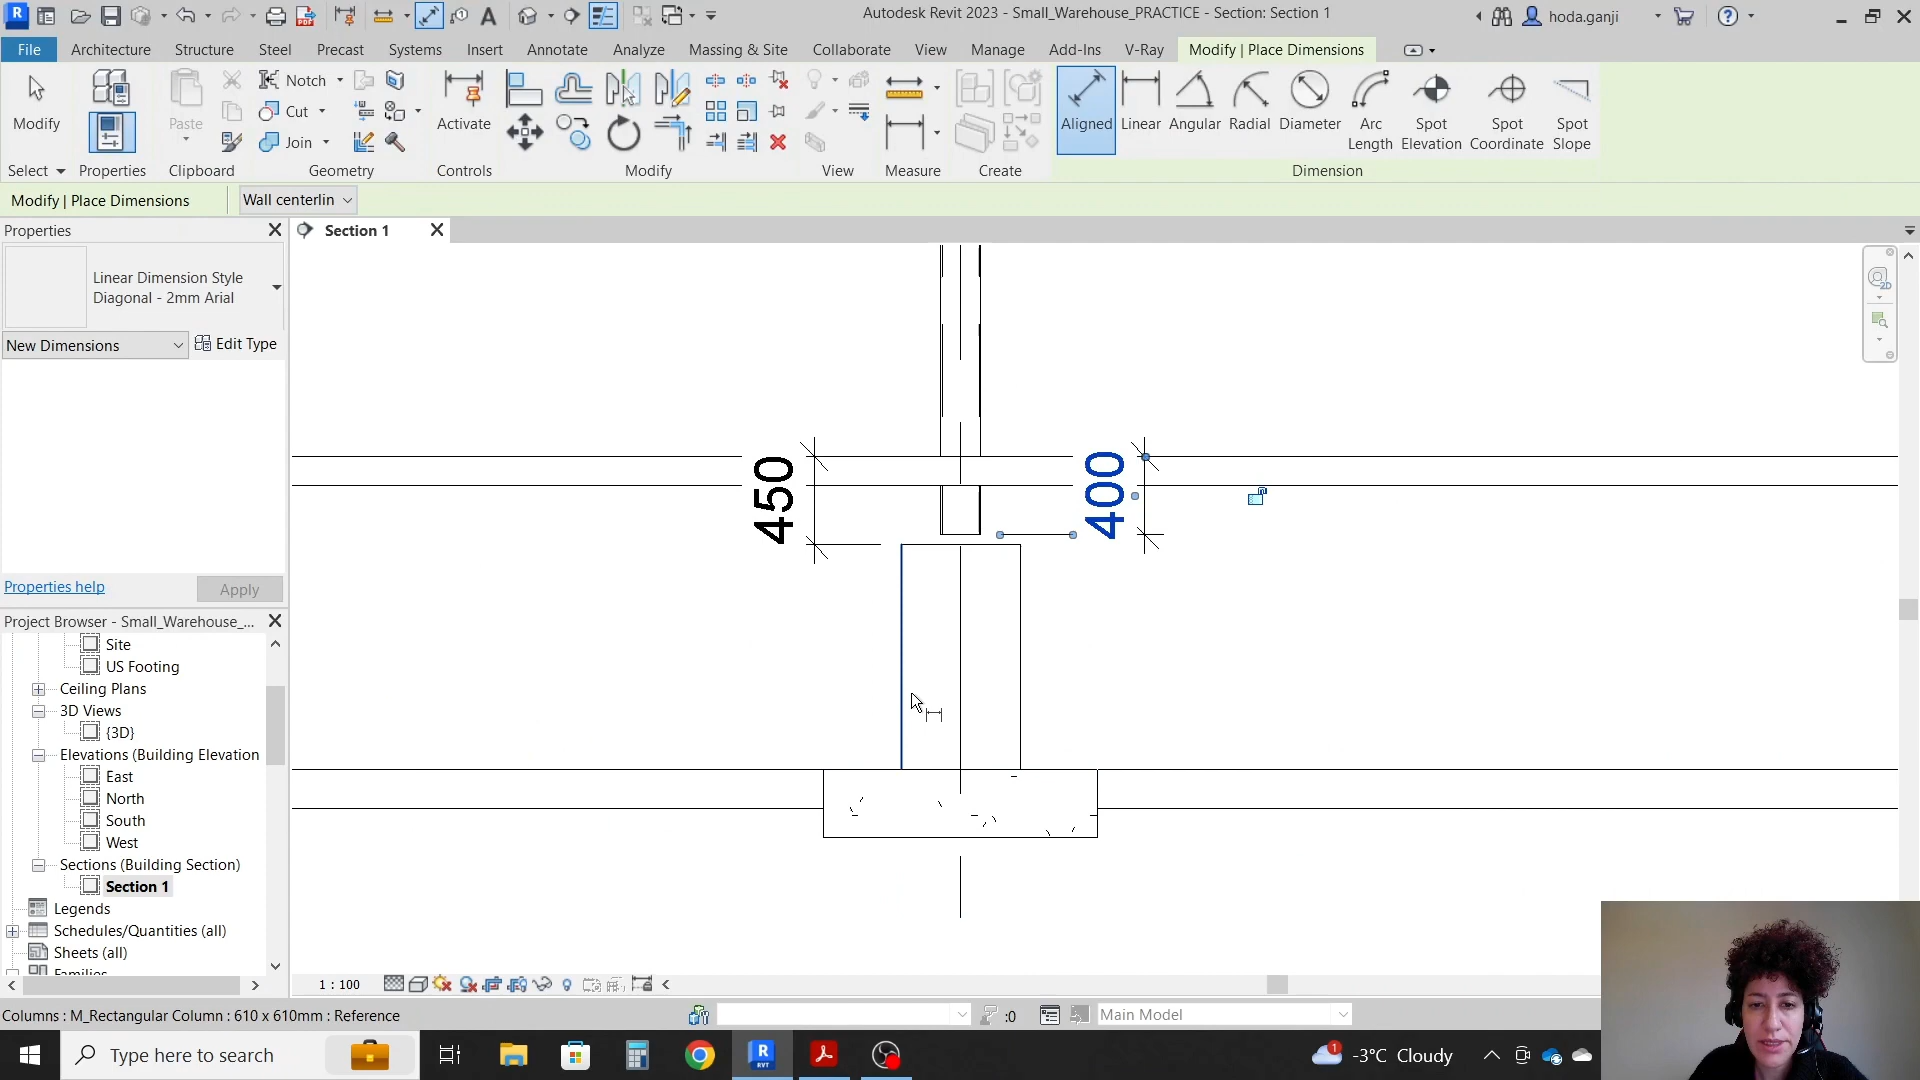 Autodesk Revit 2023 - Small_Warehouse_PRACTICE - Section: Section 1
hoda.ganji
File Architecture Structure Steel Precast Systems Insert Annotate Analyze Massing & Site Collaborate View Manage Add-Ins V-Ray Modify | Place Dimensions
Modify
Paste
Notch
Cut
Join
Activate
Aligned Linear Angular Radial Diameter Arc Length Spot Elevation Spot Coordinate Spot Slope
Select Properties Clipboard Geometry Controls Modify View Measure Create Dimension
Modify | Place Dimensions Wall centerlin
Properties
Section 1
Linear Dimension Style
Diagonal - 2mm Arial
New Dimensions Edit Type
450
400
Properties help Apply
Project Browser - Small_Warehouse_...
Site
US Footing
Ceiling Plans
3D Views
{3D}
Elevations (Building Elevation
East
North
South
West
Sections (Building Section)
Section 1
Legends
Schedules/Quantities (all)
Sheets (all)
Families
1 : 100
Columns : M_Rectangular Column : 610 x 610mm : Reference
:0
Main Model
Type here to search
-3°C Cloudy
2D
R
RVT
1